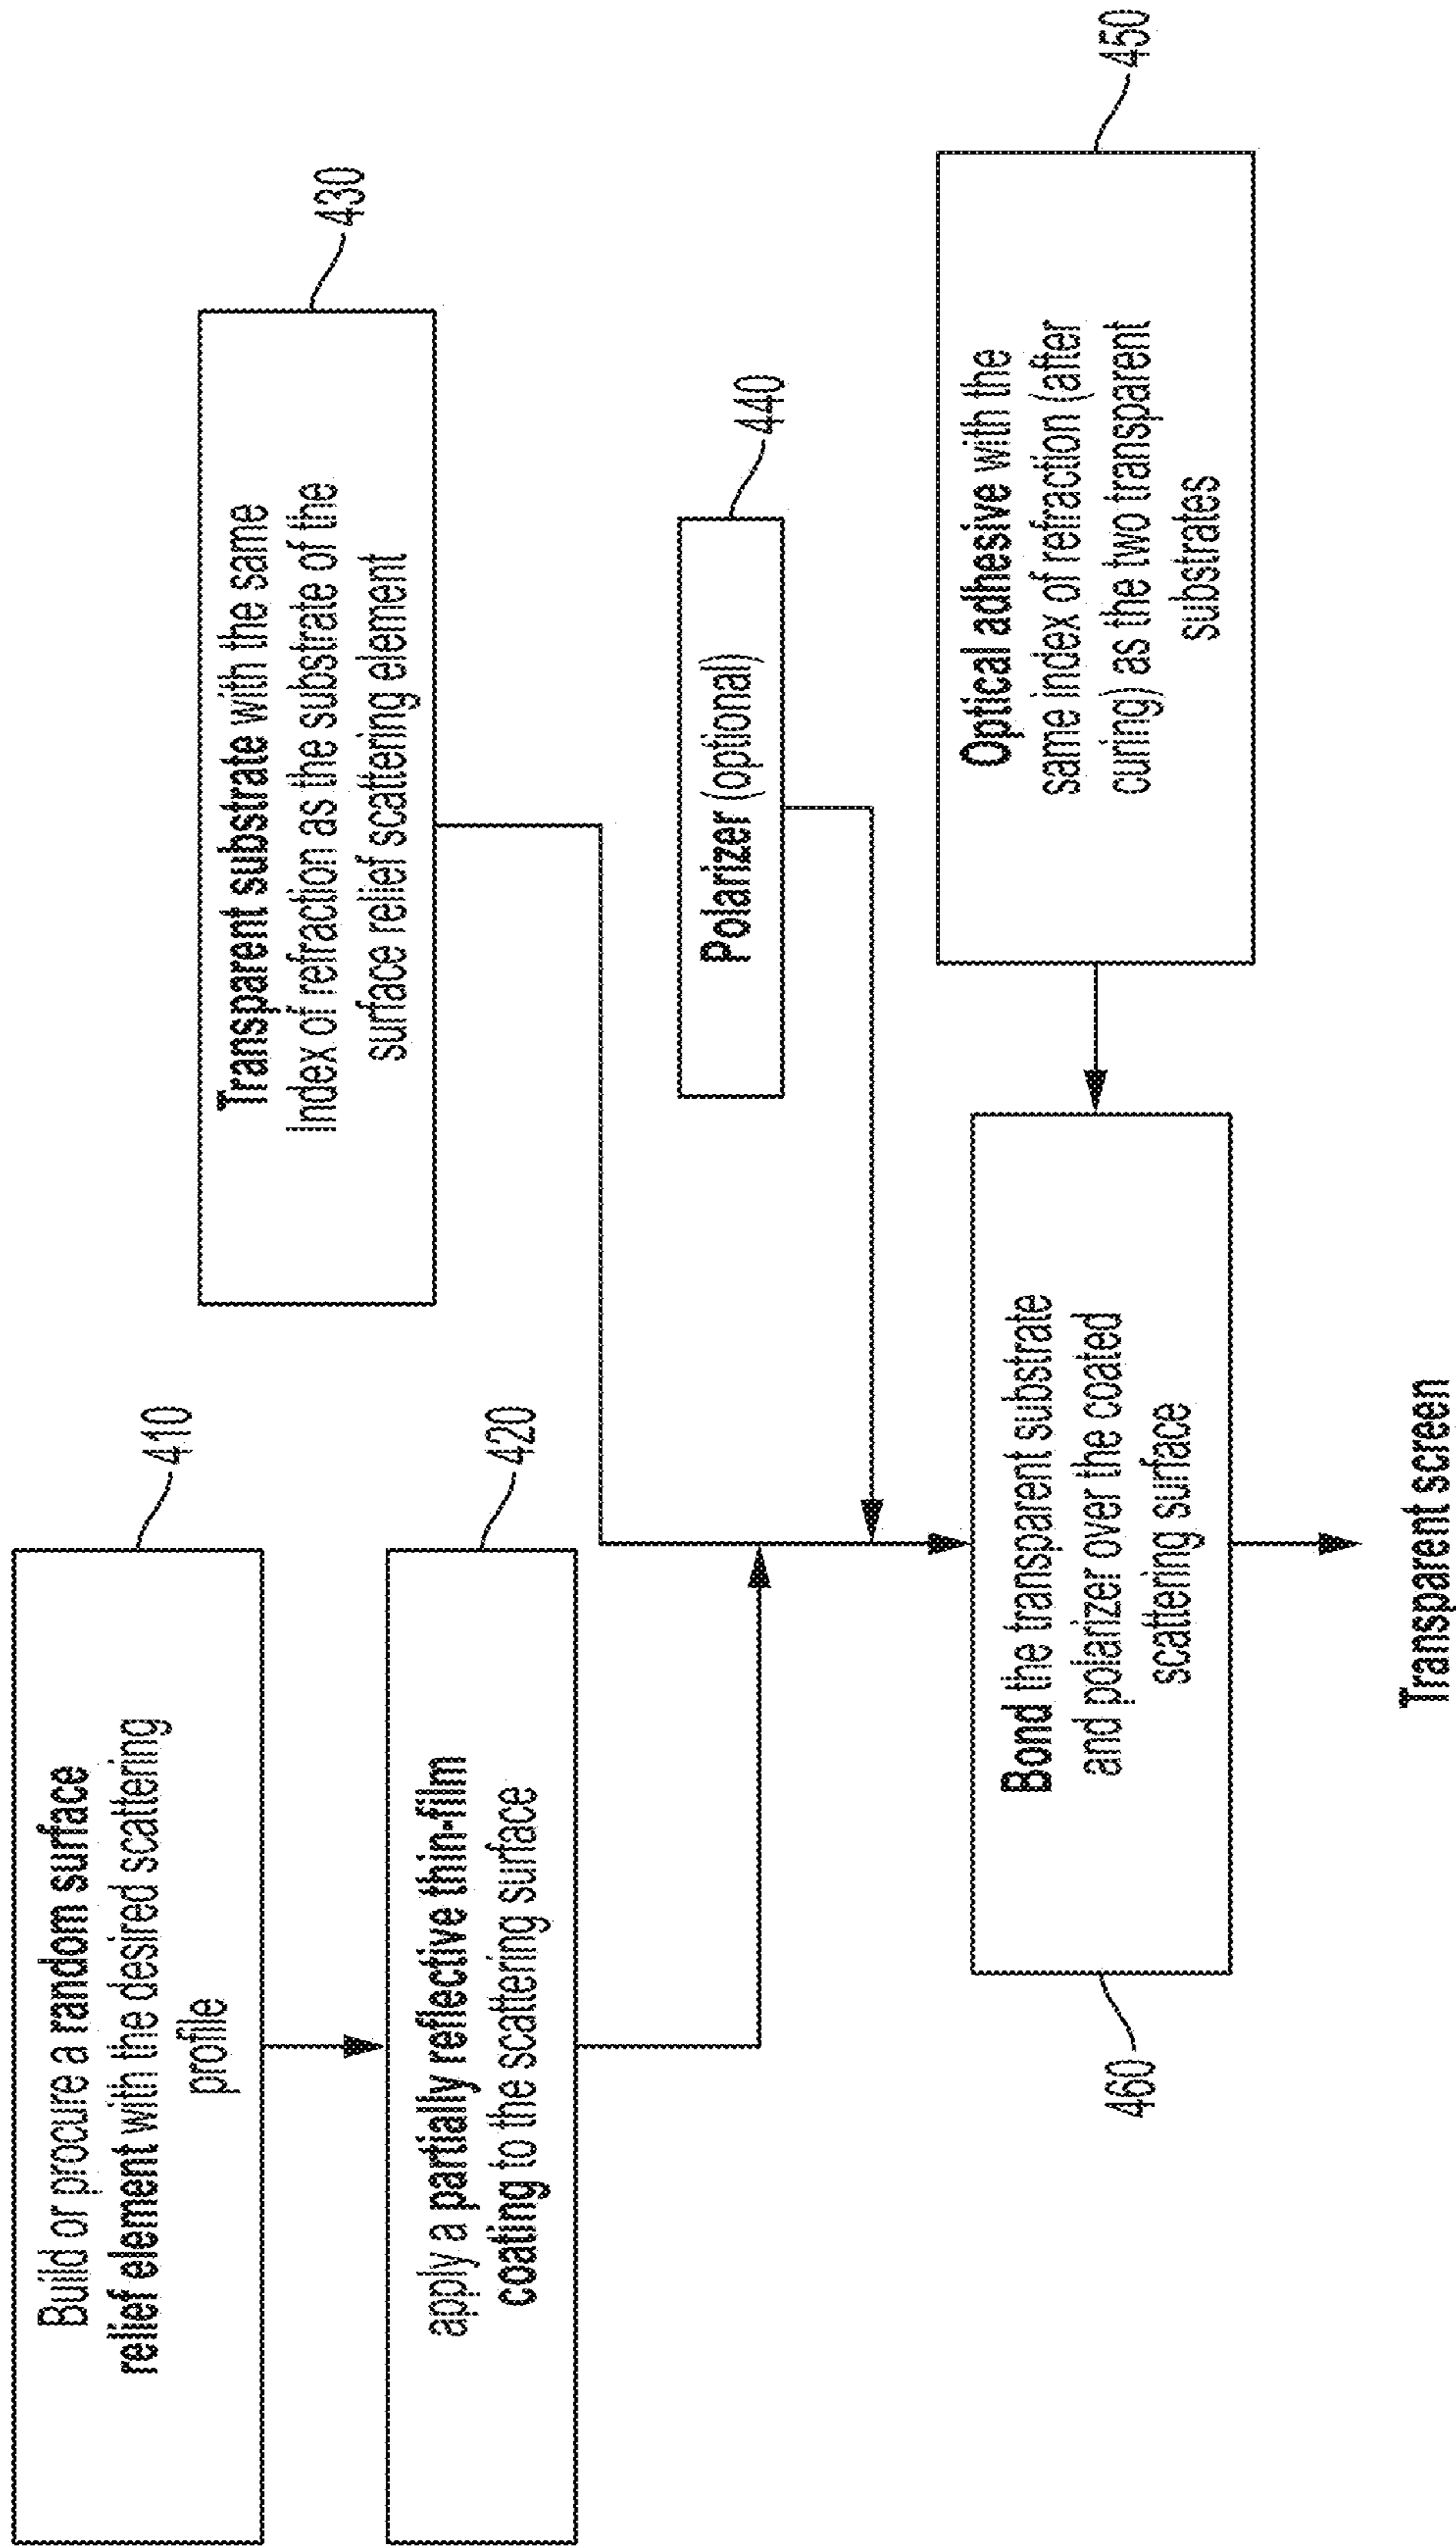 Build or procure a random surface
relief element with the desired scattering
profile
410
apply a partially reflective thin-film
coating to the scattering surface
420
Transparent substrate with the same
index of refraction as the substrate of the
surface relief scattering element
430
Polarizer (optional)
440
Optical adhesive with the
same index of refraction (after
curing) as the two transparent
substrates
450
Bond the transparent substrate
and polarizer over the coated
scattering surface
460
Transparent screen